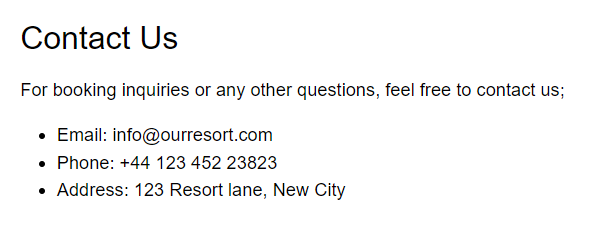 Contact Us
For booking inquiries or any other questions, feel free to contact us;
• Email: info@ourresort.com
• Phone: +44 123 452 23823
• Address: 123 Resort lane, New City